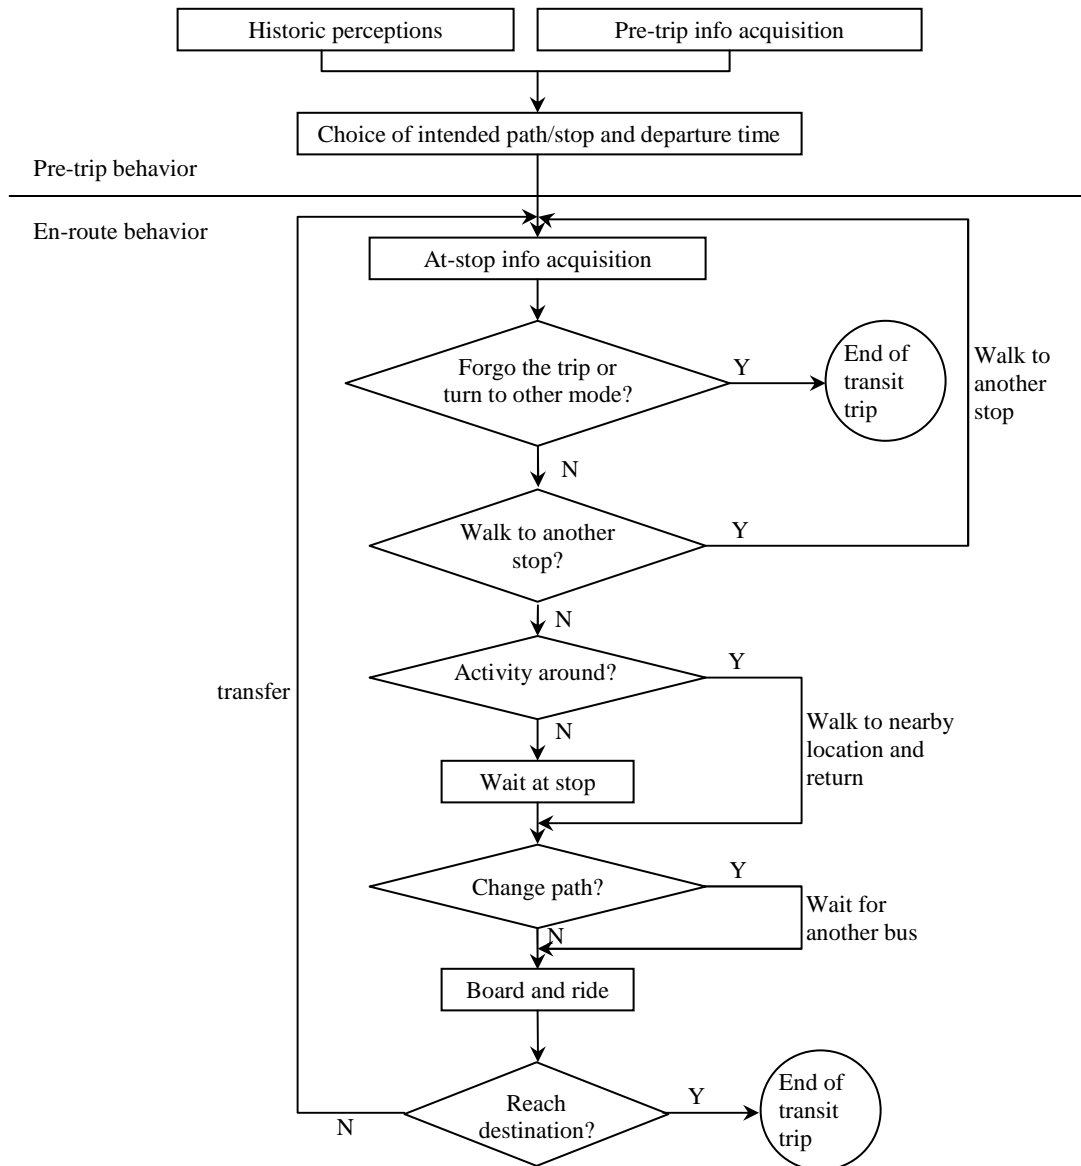 Historic perceptions
Pre-trip info acquisition
Choice of intended path/stop and departure time
Pre-trip behavior
En-route behavior
At-stop info acquisition
Forgo the trip or
turn to other mode?
Y
End of
transit
trip
Walk to
another
stop
N
Walk to another
stop?
Y
N
Activity around?
Y
transfer
Walk to nearby
location and
return
N
Wait at stop
Change path?
Y
Wait for
another bus
N
Board and ride
Reach
destination?
Y
End of
transit
trip
N